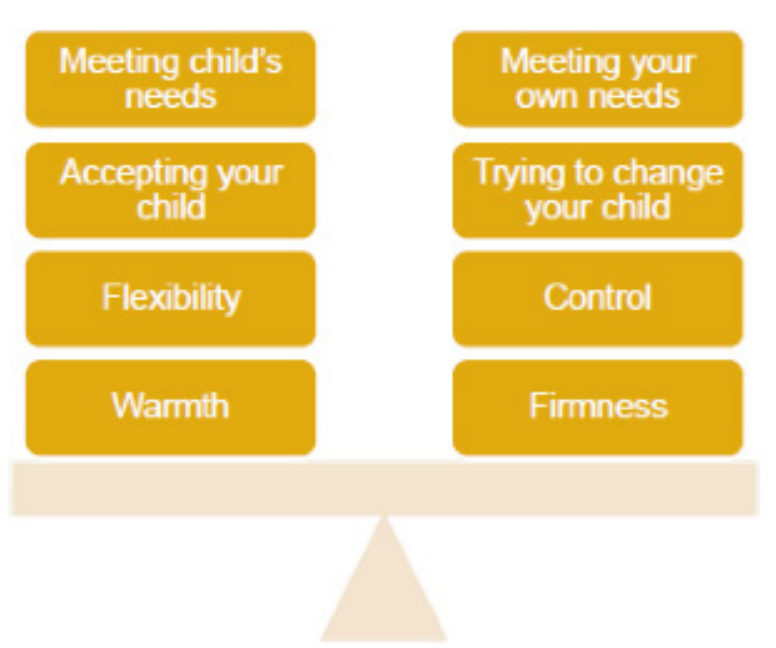 Meeting child's
needs
Accepting your
child
Flexibility
Warmth
Meeting your
own needs
Trying to change
your child
Control
Firmness